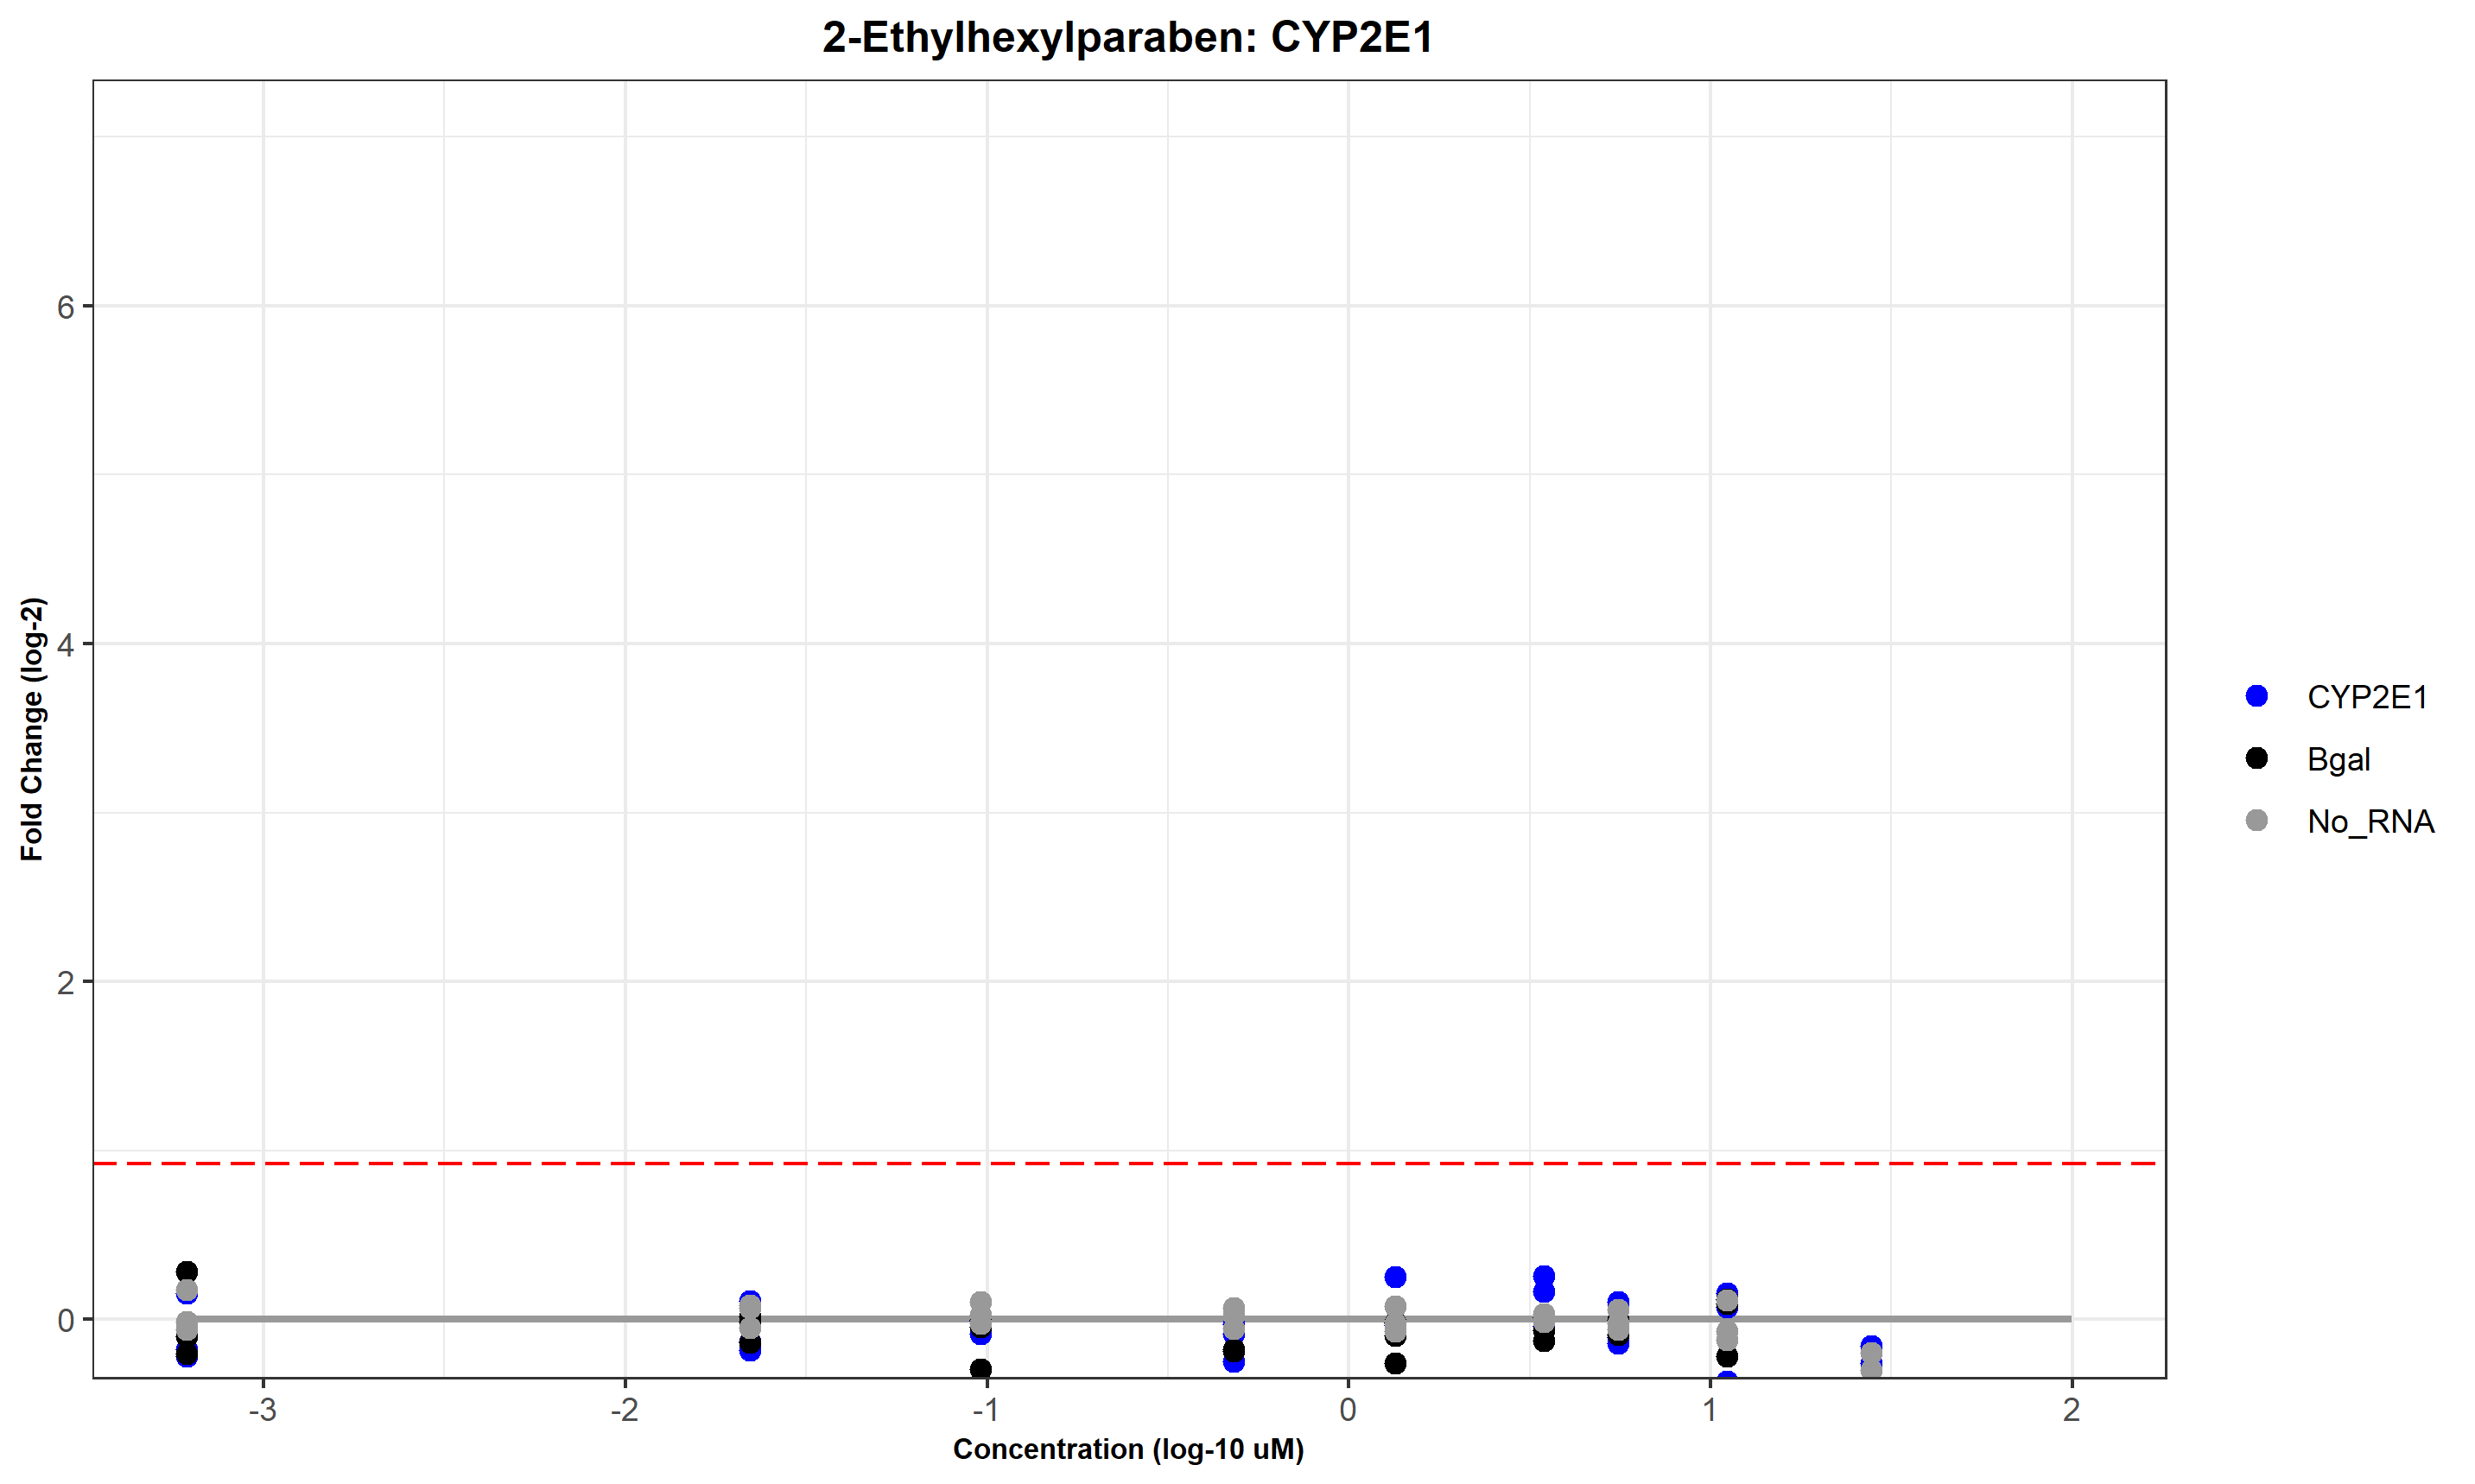 2-Ethylhexylparaben: CYP2E1
Fold Change (log-2)
6
4
2
0
-3 -2 -1 0 1 2
Concentration (log-10 uM)
CYP2E1
Bgal
No_RNA